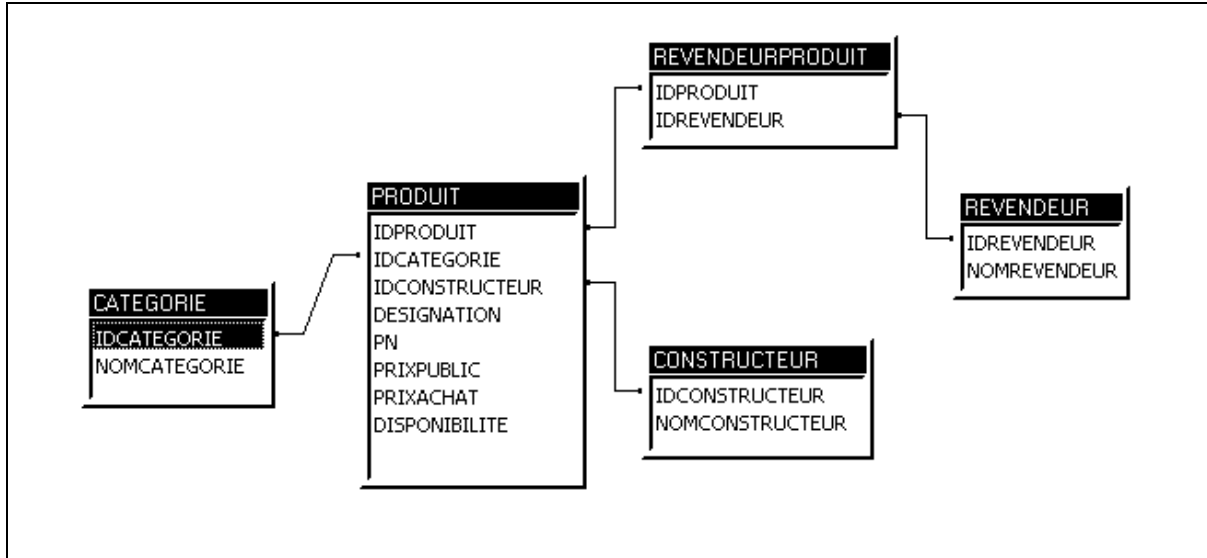 CATEGORIE
IDCATEGORIE
NOMCATEGORIE
PRODUIT
IDPRODUIT
IDCATEGORIE
IDCONSTRUCTEUR
DESIGNATION
PN
PRIXPUBLIC
PRIXACHAT
DISPONIBILITE
REVENDEURPRODUIT
IDPRODUIT
IDREVENDEUR
CONSTRUCTEUR
IDCONSTRUCTEUR
NOMCONSTRUCTEUR
REVENDEUR
IDREVENDEUR
NOMREVENDEUR